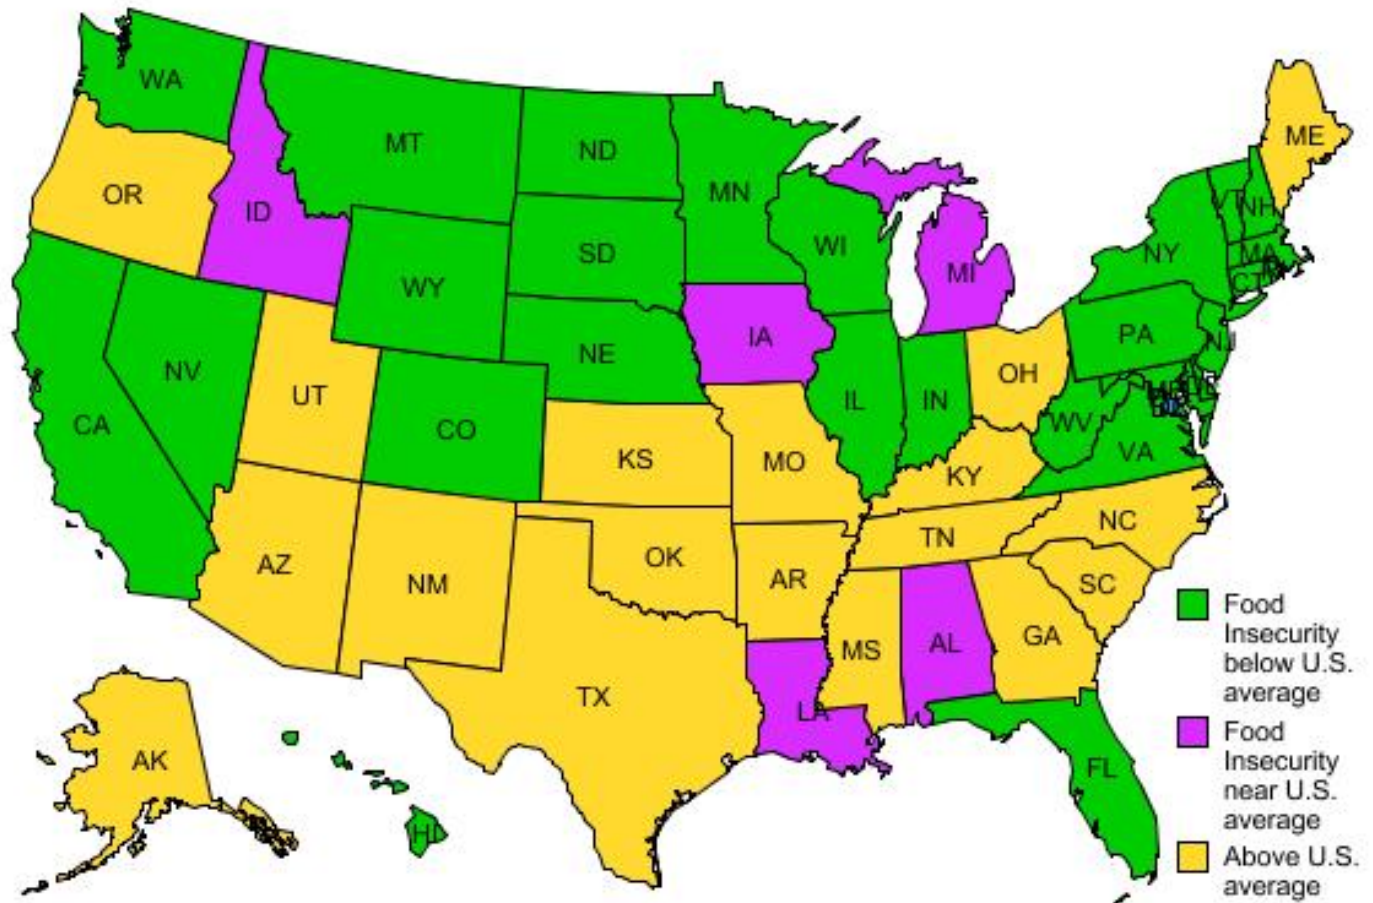 WA
MT
ND
ME
MN
OR
ID
VT
NH
WI
SD
NY
MA
MI
WY
CT
IA
PA
NE
NJ
NV
OH
UT
IL
IN
CA
CO
WV
VA
KS
MO
KY
NC
TN
OK
AZ
AR
NM
SC
GA
AL
MS
TX
LA
AK
FL
HI
Food
Insecurity
below U.S.
average
Food
Insecurity
near U.S.
average
Above U.S.
average